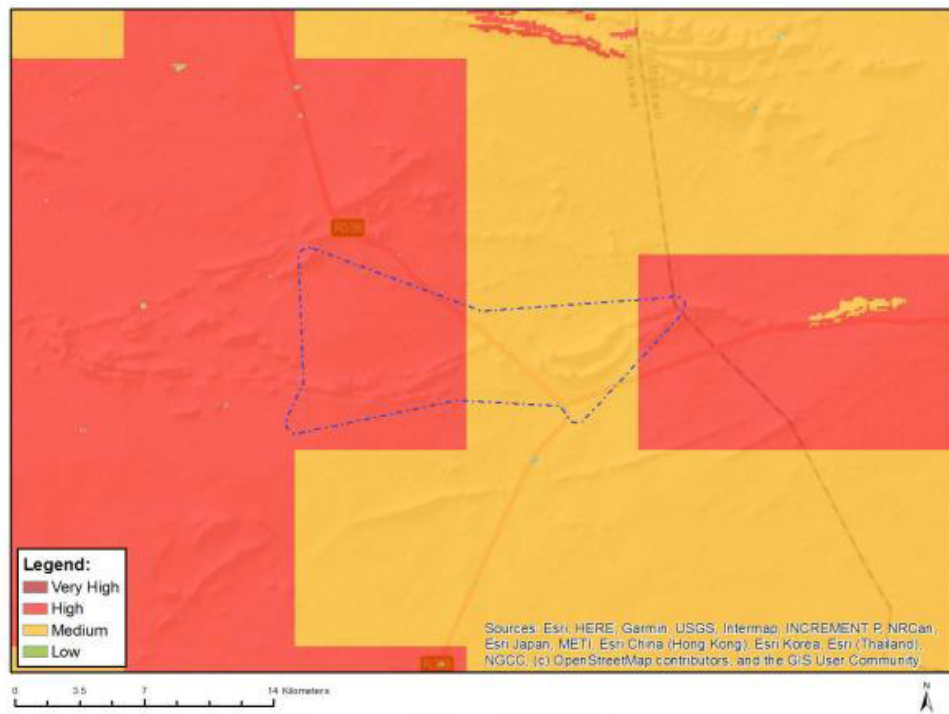 Legend:
Very High
High
Medium
Low
Sources: Esri, HERE, Garmin, USGS, Intermap, INCREMENT P, NRCan,
Esri Japan, METI, Esri China (Hong Kong), Esri Korea, Esri (Thailand),
NGCC, (c) OpenStreetMap contributors, and the GIS User Community
0 3.5 7 14 Kilometers
N